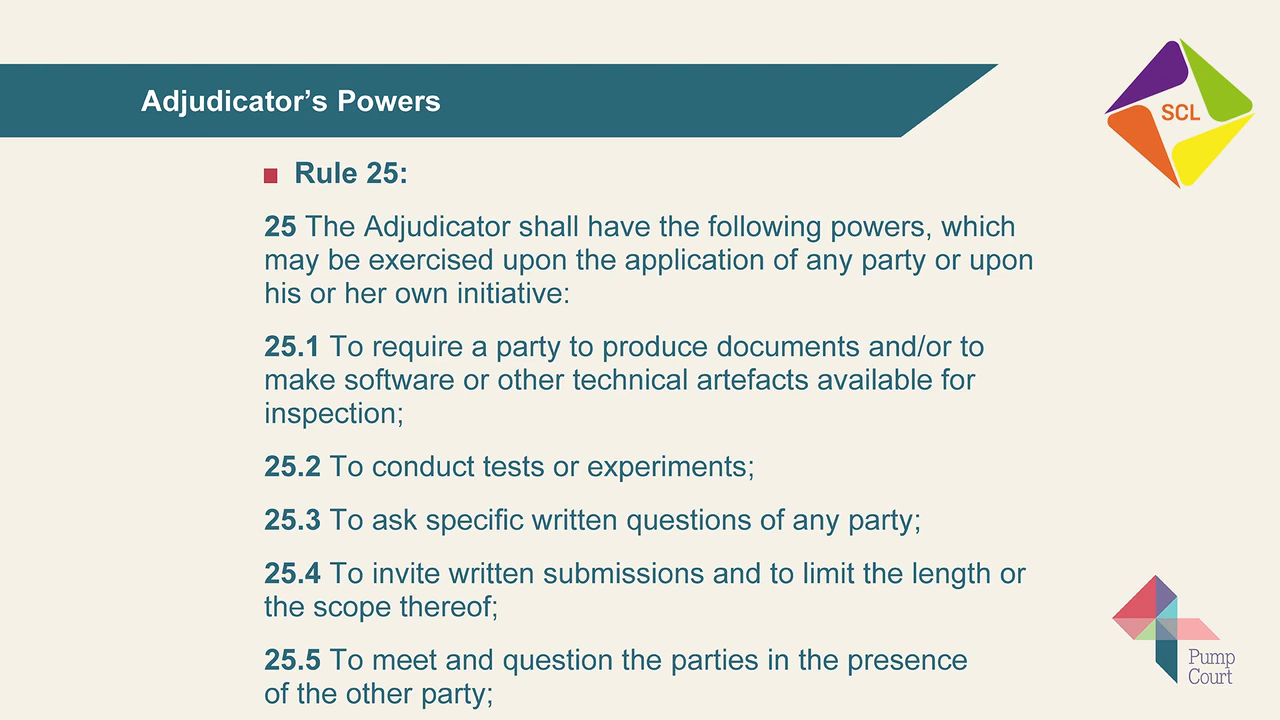 Adjudicator’s Powers
SCL
Rule 25:
25 The Adjudicator shall have the following powers, which
may be exercised upon the application of any party or upon
his or her own initiative:
25.1 To require a party to produce documents and/or to
make software or other technical artefacts available for
inspection;
25.2 To conduct tests or experiments;
25.3 To ask specific written questions of any party;
25.4 To invite written submissions and to limit the length or
the scope thereof;
25.5 To meet and question the parties in the presence
of the other party;
Pump
Court